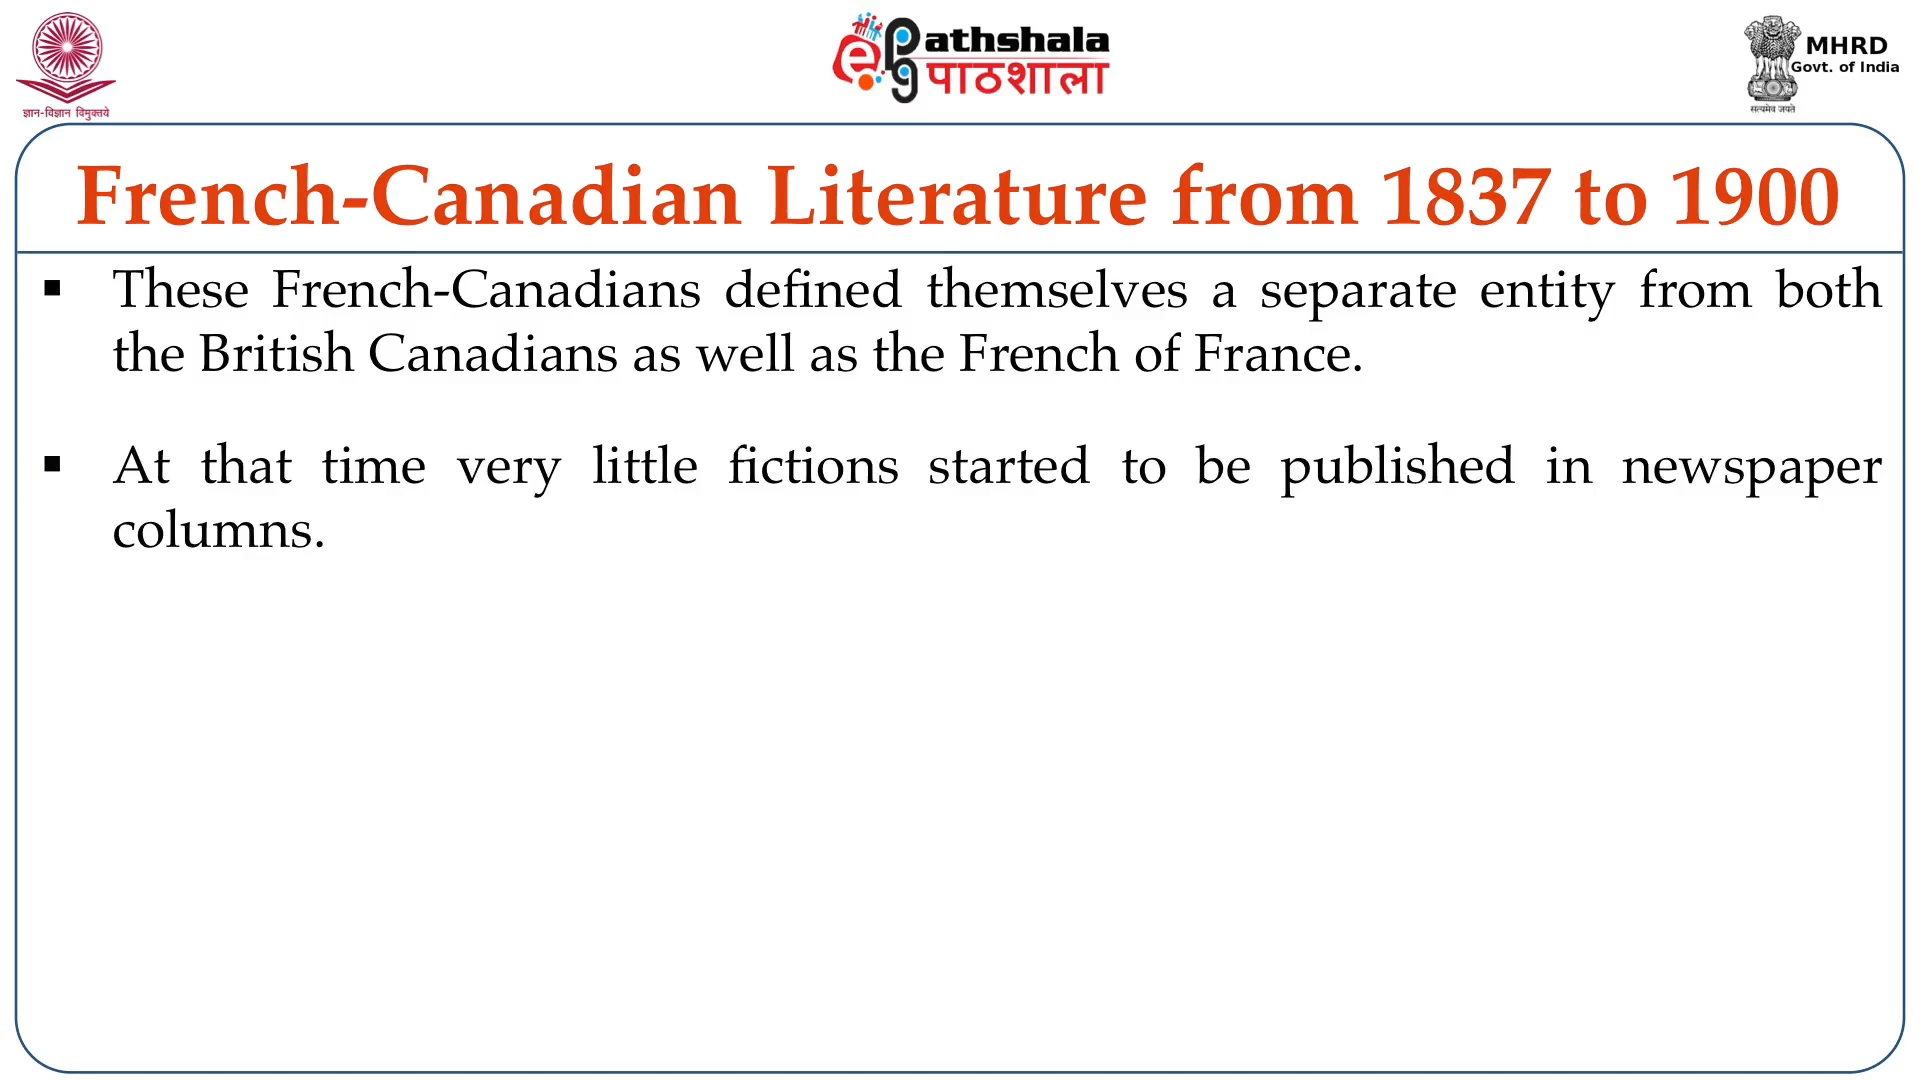 ज्ञान-विज्ञान विमुक्तये
e pg Pathshala
पाठशाला
MHRD
Govt. of India
सत्यमेव जयते
French-Canadian Literature from 1837 to 1900
▪ These French-Canadians defined themselves a separate entity from both
the British Canadians as well as the French of France.
▪ At that time very little fictions started to be published in newspaper
columns.